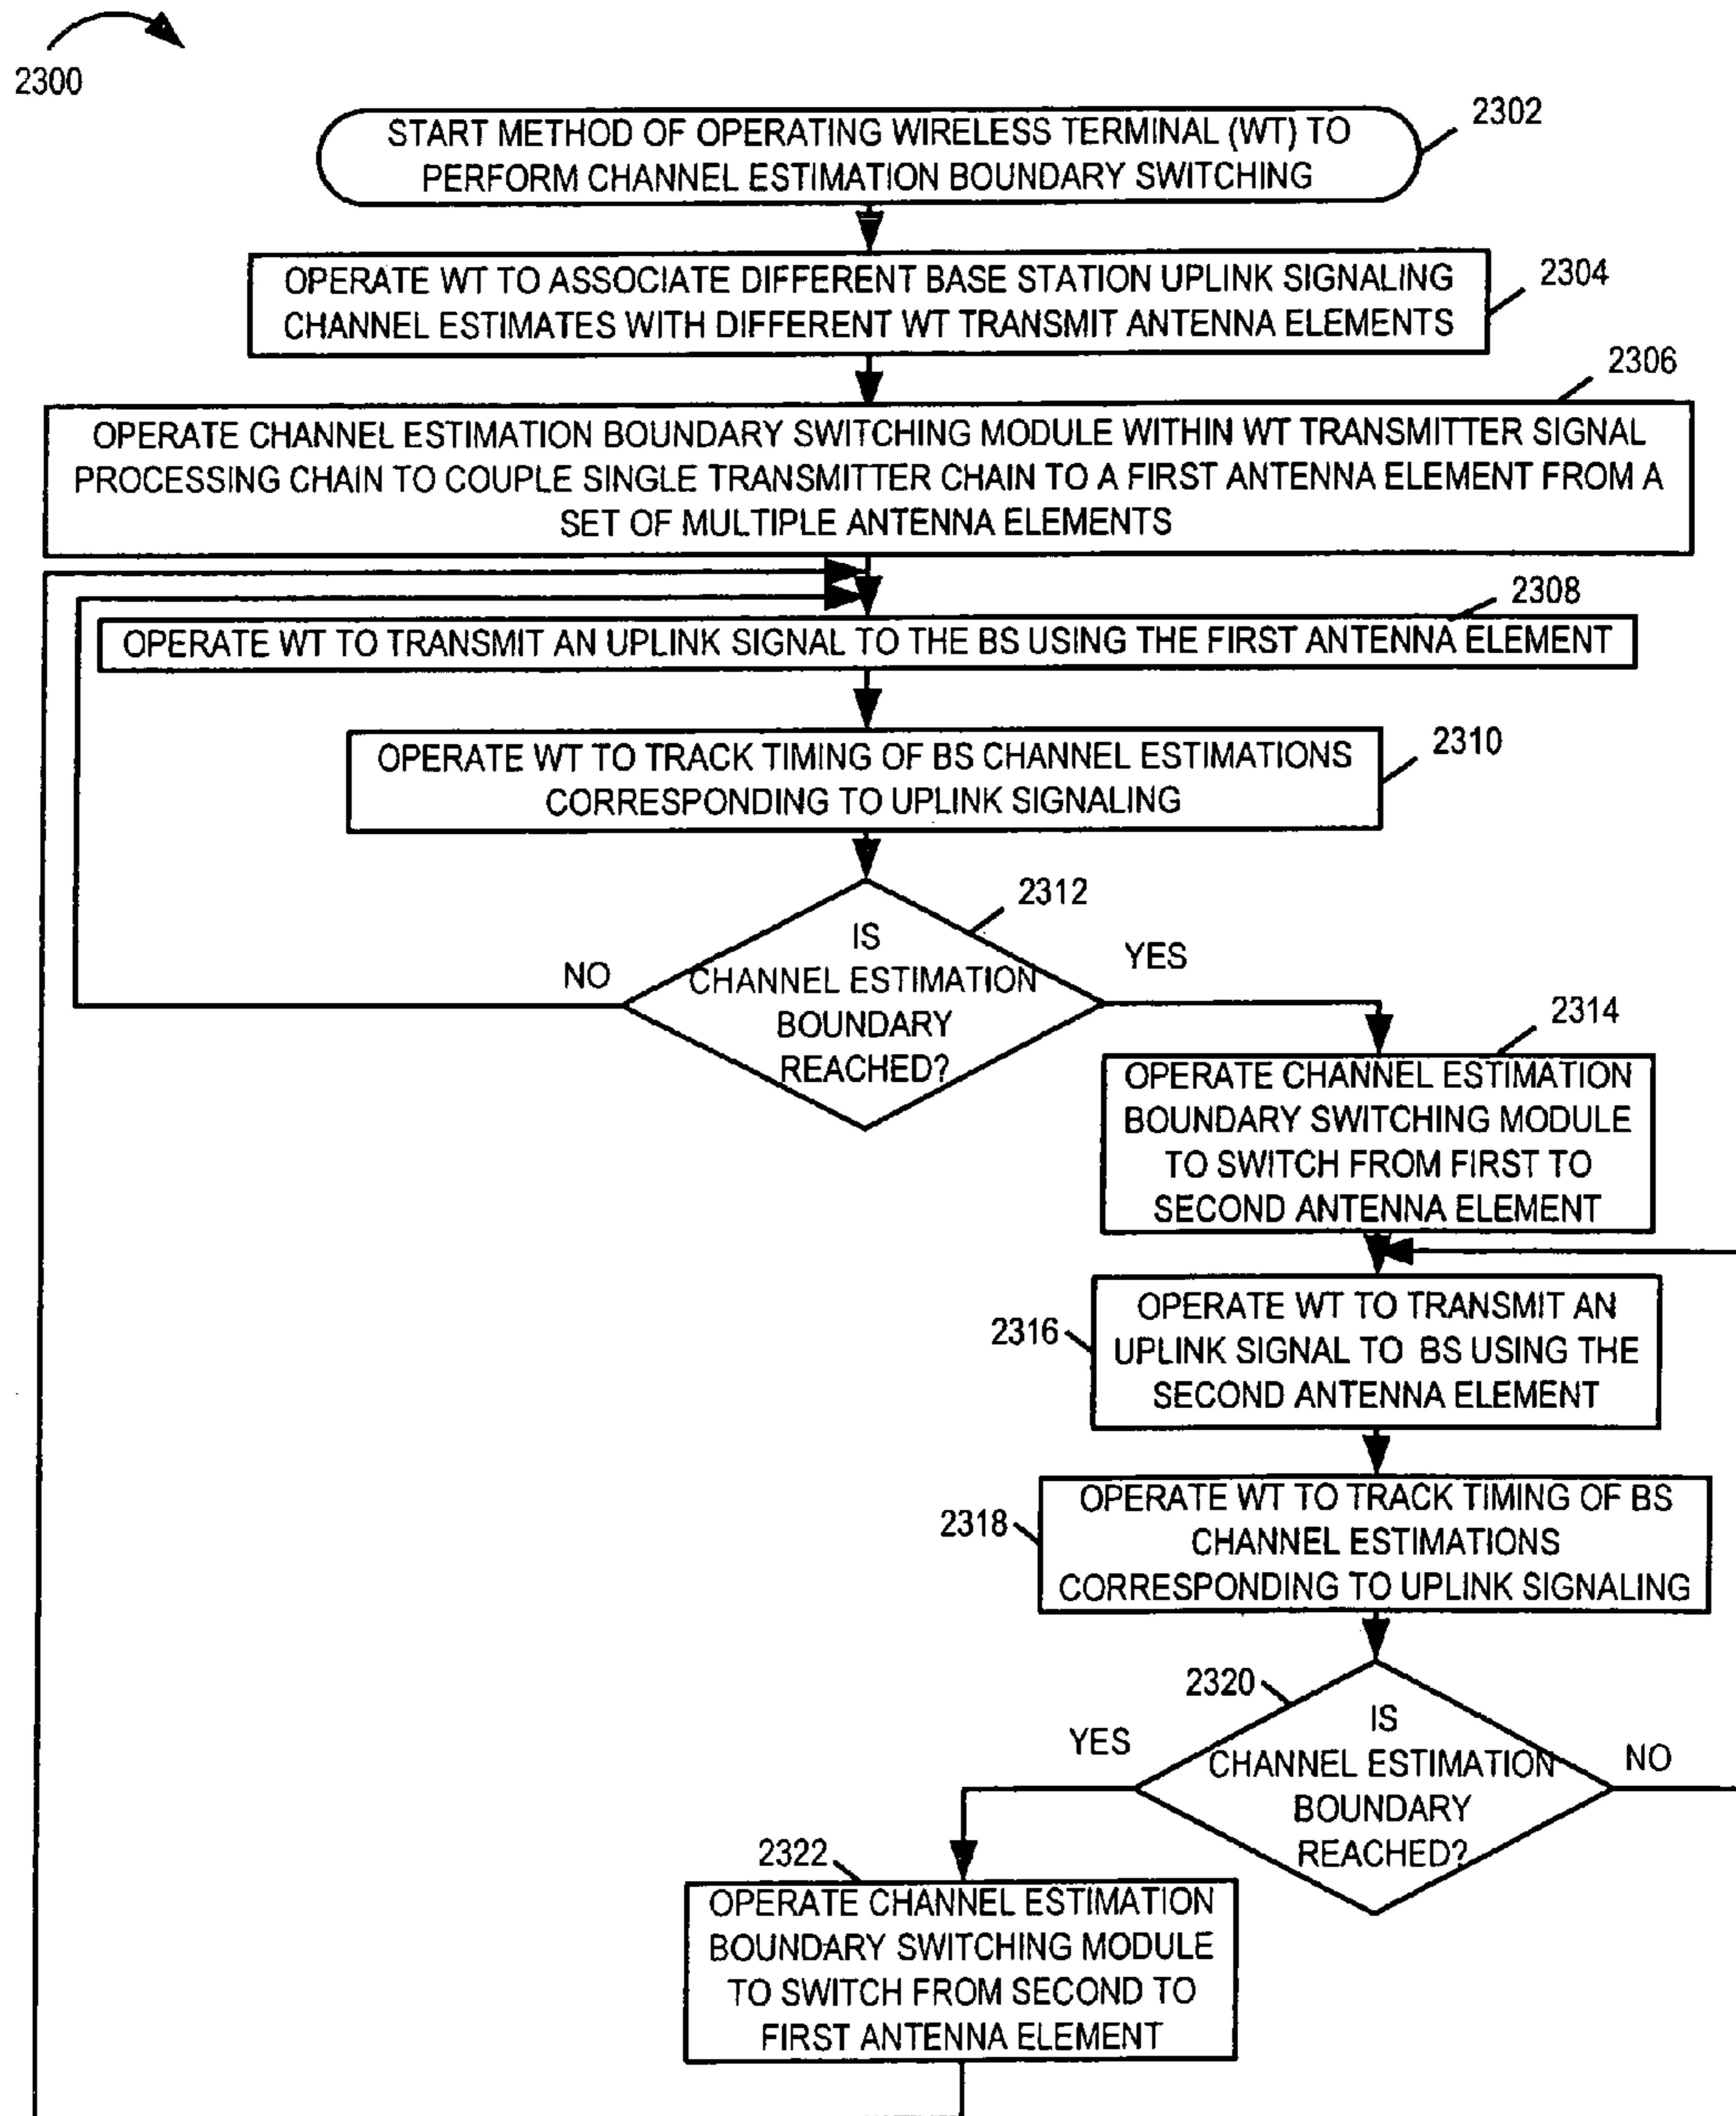 2300
START METHOD OF OPERATING WIRELESS TERMINAL (WT) TO
PERFORM CHANNEL ESTIMATION BOUNDARY SWITCHING
2302
OPERATE WT TO ASSOCIATE DIFFERENT BASE STATION UPLINK SIGNALING
CHANNEL ESTIMATES WITH DIFFERENT WT TRANSMIT ANTENNA ELEMENTS
2304
2306
OPERATE CHANNEL ESTIMATION BOUNDARY SWITCHING MODULE WITHIN WT TRANSMITTER SIGNAL
PROCESSING CHAIN TO COUPLE SINGLE TRANSMITTER CHAIN TO A FIRST ANTENNA ELEMENT FROM A
SET OF MULTIPLE ANTENNA ELEMENTS
2308
OPERATE WT TO TRANSMIT AN UPLINK SIGNAL TO THE BS USING THE FIRST ANTENNA ELEMENT
OPERATE WT TO TRACK TIMING OF BS CHANNEL ESTIMATIONS
CORRESPONDING TO UPLINK SIGNALING
2310
2312
IS
CHANNEL ESTIMATION
BOUNDARY
REACHED?
NO
YES
2314
OPERATE CHANNEL ESTIMATION
BOUNDARY SWITCHING MODULE
TO SWITCH FROM FIRST TO
SECOND ANTENNA ELEMENT
2316
OPERATE WT TO TRANSMIT AN
UPLINK SIGNAL TO BS USING THE
SECOND ANTENNA ELEMENT
2318
OPERATE WT TO TRACK TIMING OF BS
CHANNEL ESTIMATIONS
CORRESPONDING TO UPLINK SIGNALING
2320
IS
CHANNEL ESTIMATION
BOUNDARY
REACHED?
YES
NO
2322
OPERATE CHANNEL ESTIMATION
BOUNDARY SWITCHING MODULE
TO SWITCH FROM SECOND TO
FIRST ANTENNA ELEMENT